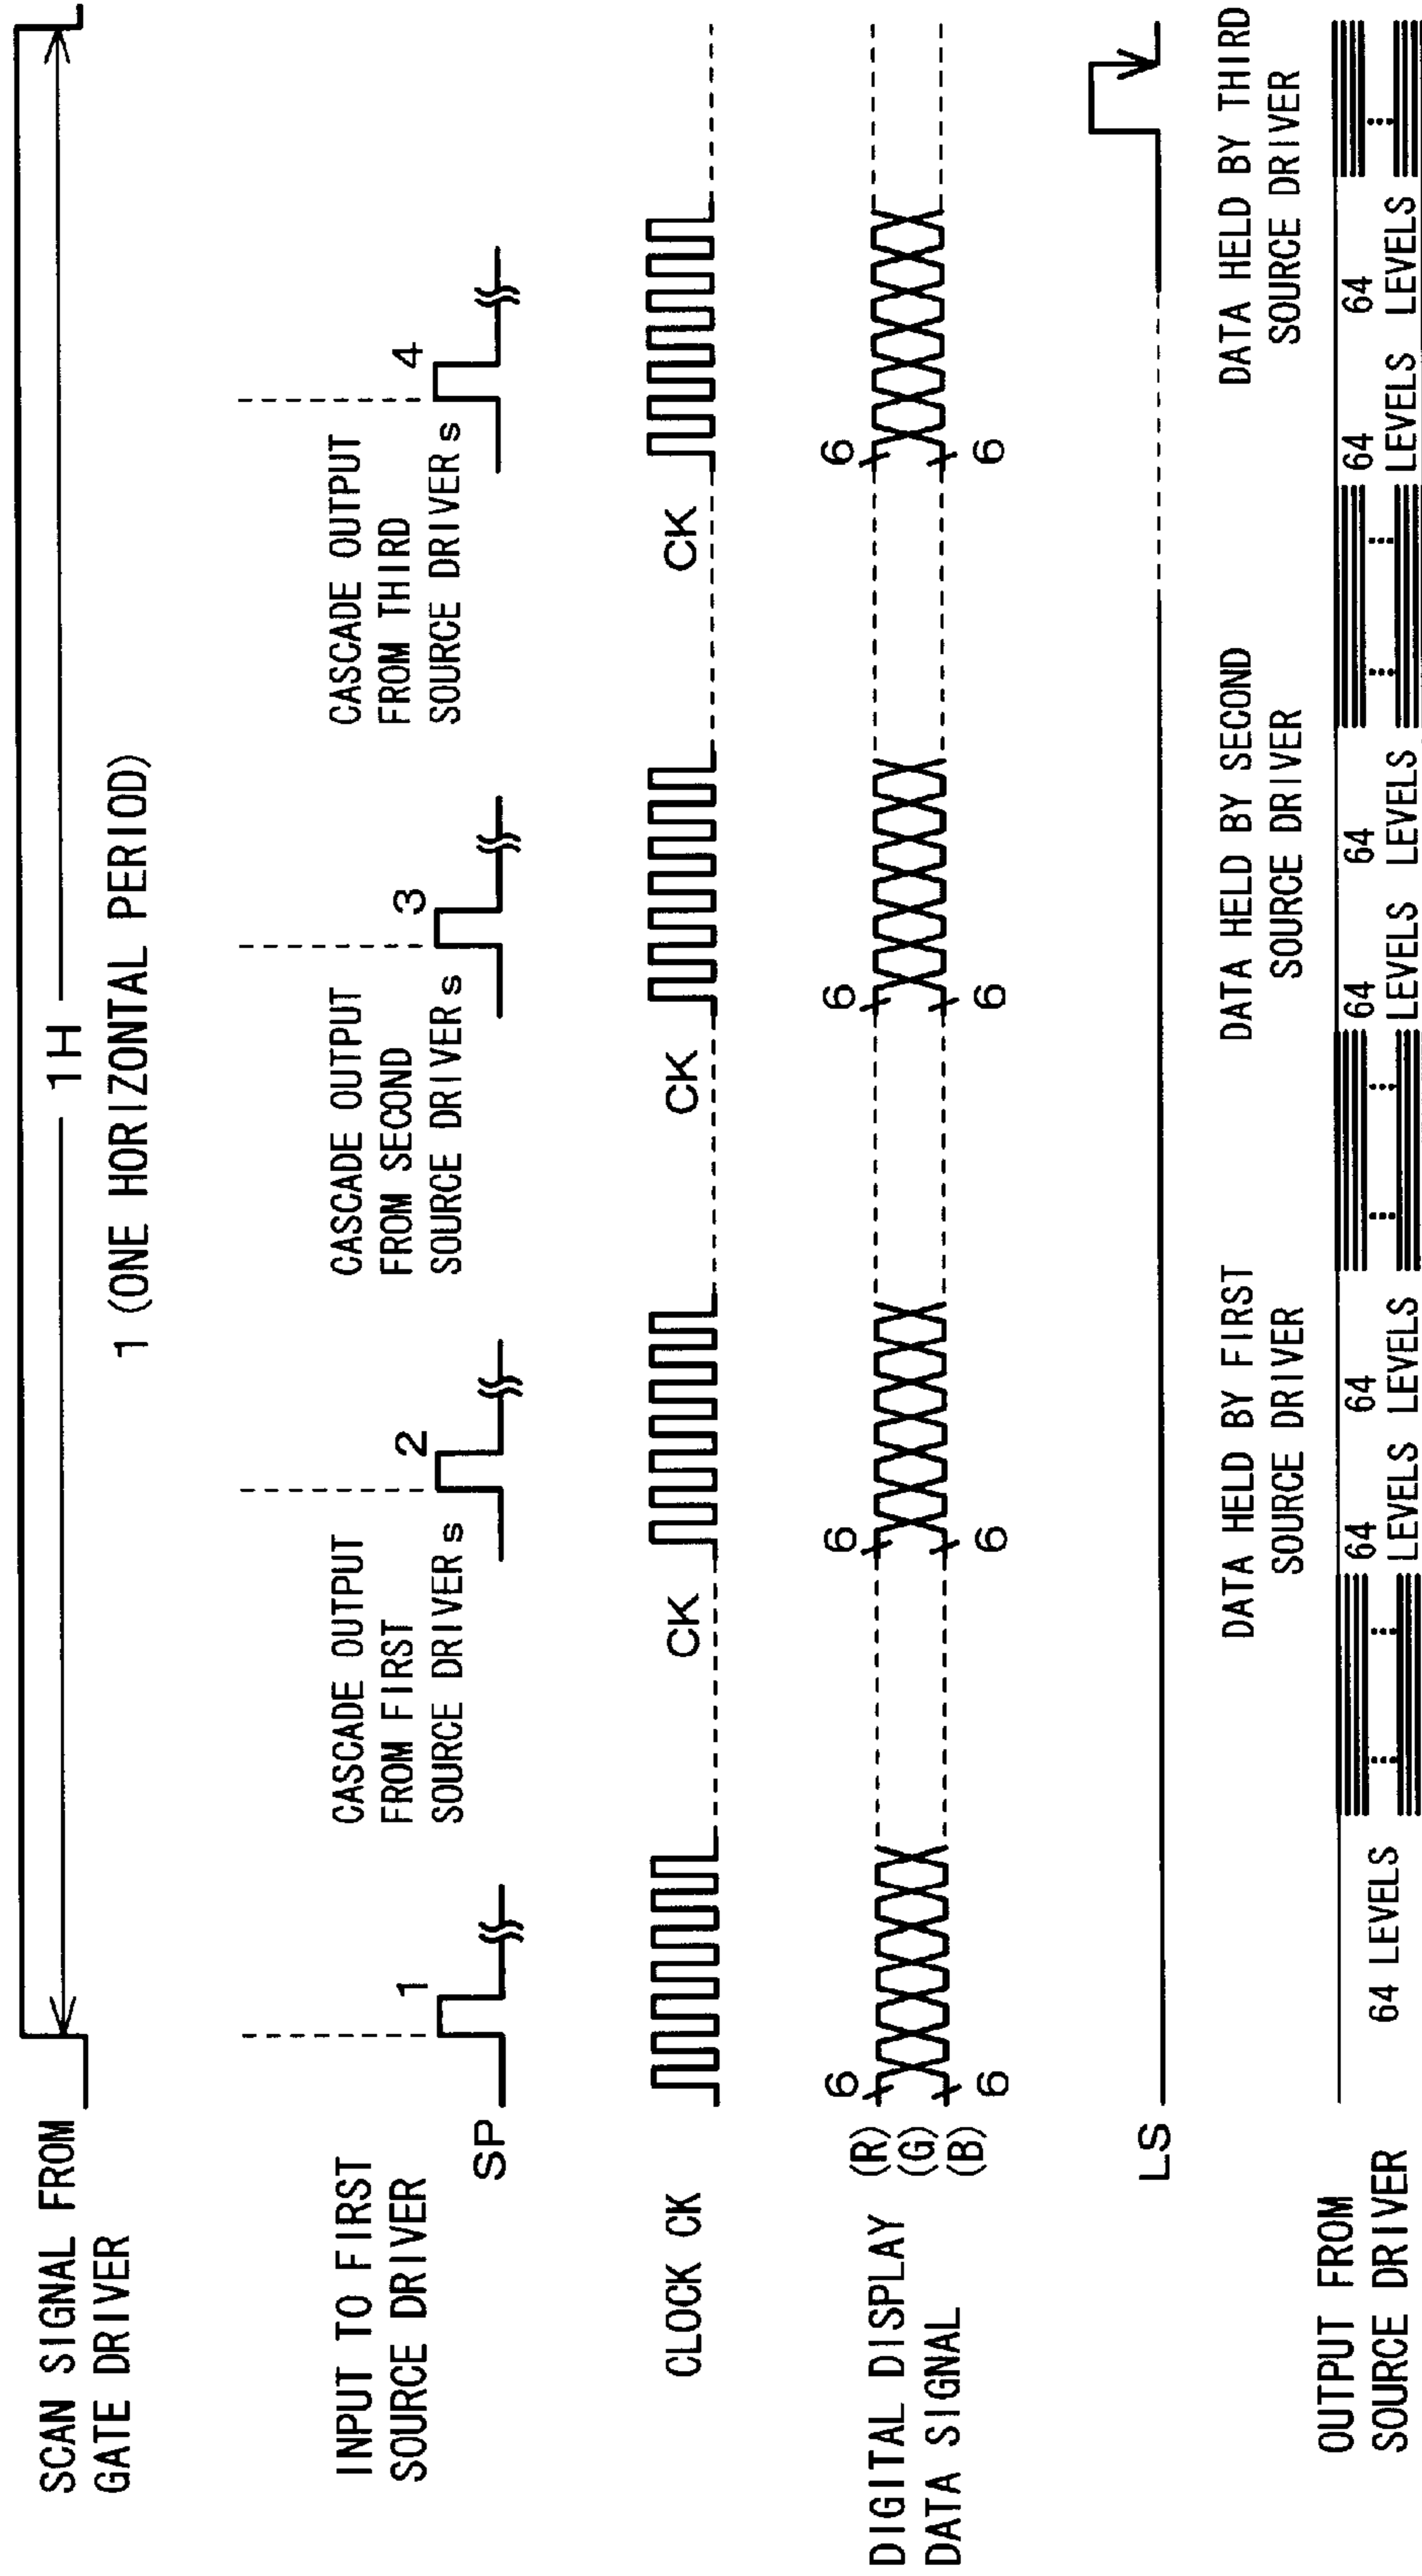 SCAN SIGNAL FROM
GATE DRIVER
1H
1 (ONE HORIZONTAL PERIOD)
INPUT TO FIRST
SOURCE DRIVER
SP
1
CASCADE OUTPUT
FROM FIRST
SOURCE DRIVER s
2
CASCADE OUTPUT
FROM SECOND
SOURCE DRIVER s
3
CASCADE OUTPUT
FROM THIRD
SOURCE DRIVER s
4
CLOCK CK
CK
CK
CK
DIGITAL DISPLAY
DATA SIGNAL
(R)
(G)
(B)
6
6
6
6
6
6
6
6
LS
DATA HELD BY FIRST
SOURCE DRIVER
DATA HELD BY SECOND
SOURCE DRIVER
DATA HELD BY THIRD
SOURCE DRIVER
OUTPUT FROM
SOURCE DRIVER
64 LEVELS
64
LEVELS
64
LEVELS
64
LEVELS
64
LEVELS
64
LEVELS
64
LEVELS